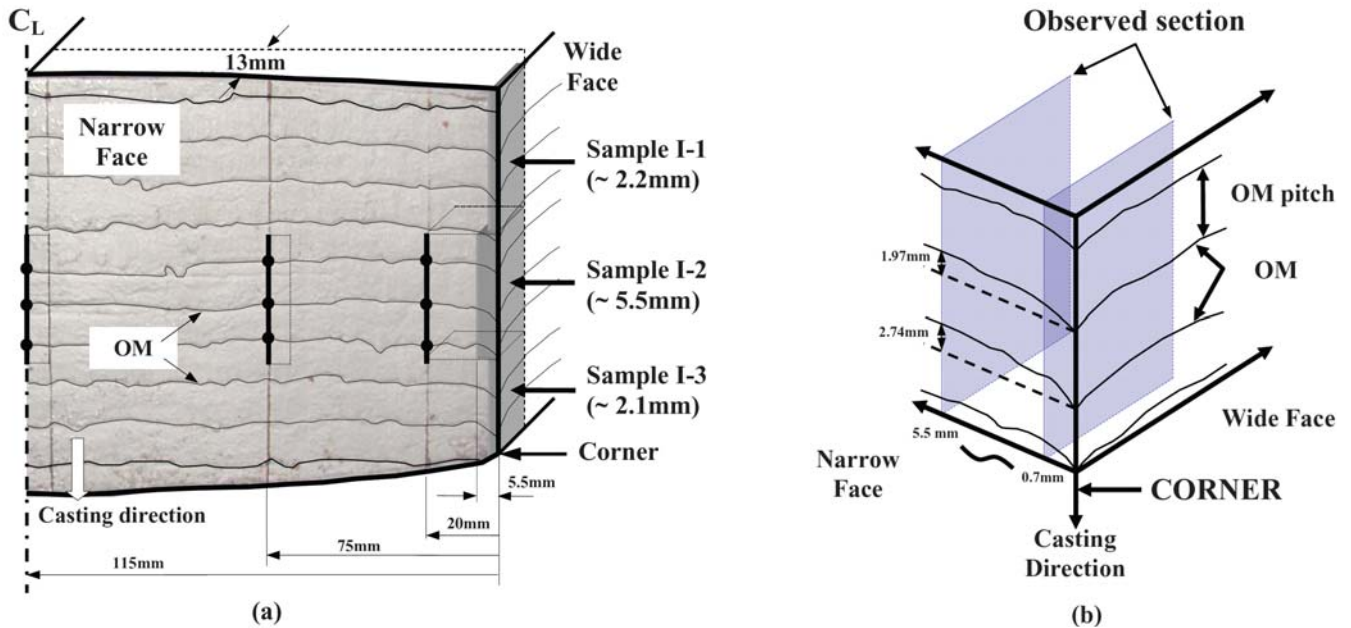 C_L
13mm
Wide
Face
Narrow
Face
Sample I-1
(~ 2.2mm)
Sample I-2
(~ 5.5mm)
OM
Sample I-3
(~ 2.1mm)
Corner
5.5mm
Casting direction
20mm
75mm
115mm
(a)
Observed section
OM pitch
1.97mm
OM
2.74mm
Wide Face
5.5 mm
Narrow
Face
0.7mm
CORNER
Casting
Direction
(b)